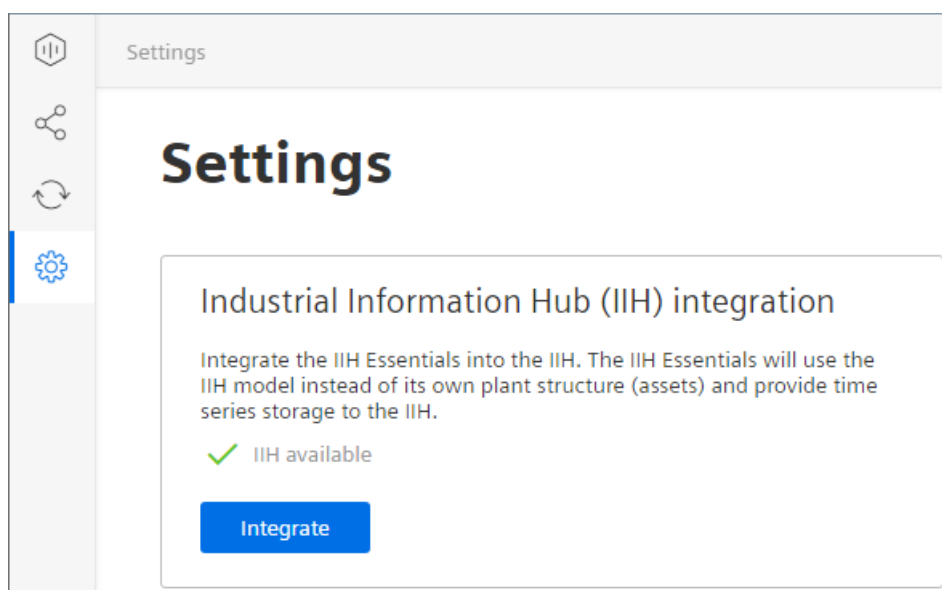 Settings
Settings
Industrial Information Hub (IIH) integration
Integrate the IIH Essentials into the IIH. The IIH Essentials will use the
IIH model instead of its own plant structure (assets) and provide time
series storage to the IIH.
IIH available
Integrate